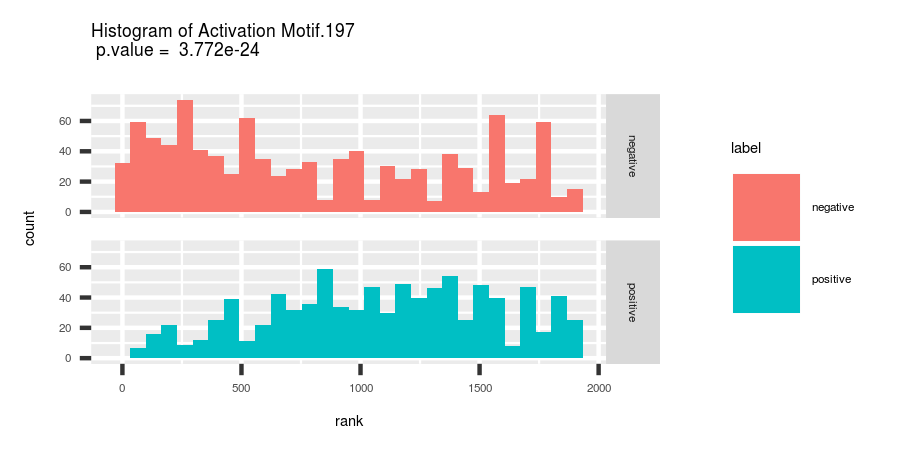 Histogram of Activation Motif.197
p.value = 3.772e-24
count
60
40
20
0
negative
60
40
20
0
positive
0
500
1000
1500
2000
rank
label
negative
positive